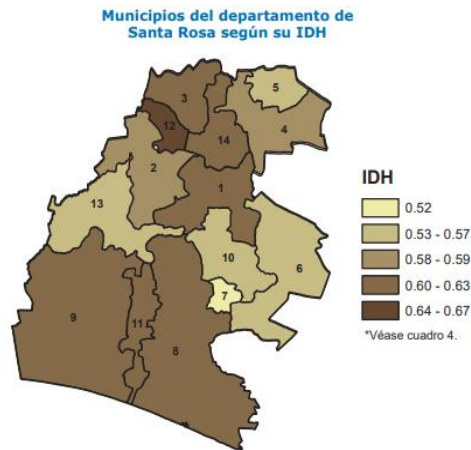 Municipios del departamento de
Santa Rosa según su IDH
5
3
12
4
14
2
1
13
10
6
7
9
11
8
IDH
0.52
0.53 - 0.57
0.58 - 0.59
0.60 - 0.63
0.64 - 0.67
*Véase cuadro 4.